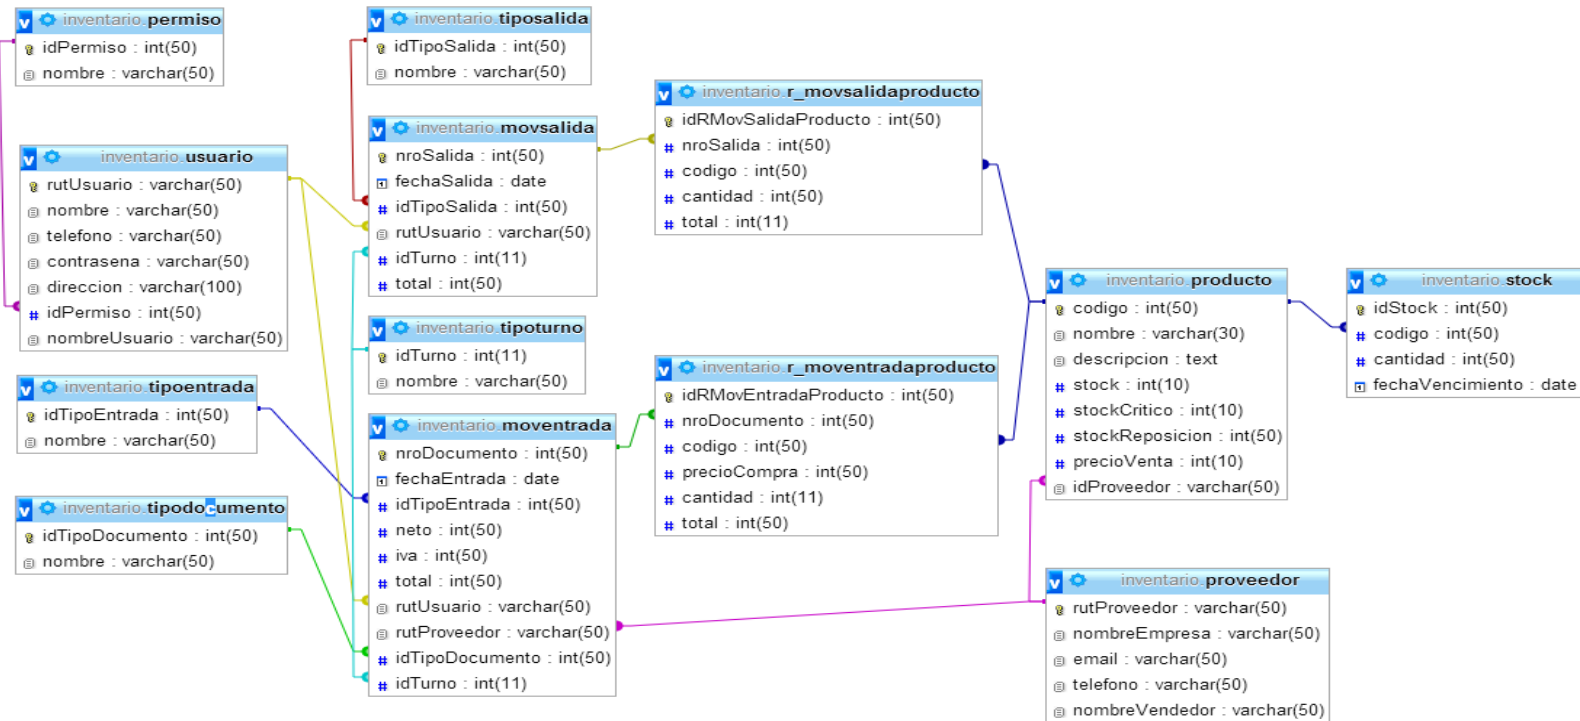 inventario.permiso
idPermiso : int(50)
nombre : varchar(50)
inventario.usuario
rutUsuario : varchar(50)
nombre : varchar(50)
telefono : varchar(50)
contrasena : varchar(50)
direccion : varchar(100)
idPermiso : int(50)
nombreUsuario : varchar(50)
inventario.tipoentrada
idTipoEntrada : int(50)
nombre : varchar(50)
inventario.tipodocumento
idTipoDocumento : int(50)
nombre : varchar(50)
inventario.tiposalida
idTipoSalida : int(50)
nombre : varchar(50)
inventario.movsalida
nroSalida : int(50)
fechaSalida : date
idTipoSalida : int(50)
rutUsuario : varchar(50)
idTurno : int(11)
total : int(50)
inventario.tipoturno
idTurno : int(11)
nombre : varchar(50)
inventario.moventrada
nroDocumento : int(50)
fechaEntrada : date
idTipoEntrada : int(50)
neto : int(50)
iva : int(50)
total : int(50)
rutUsuario : varchar(50)
rutProveedor : varchar(50)
idTipoDocumento : int(50)
idTurno : int(11)
inventario.r_movsalidaproducto
idRMovSalidaProducto : int(50)
nroSalida : int(50)
codigo : int(50)
cantidad : int(50)
total : int(11)
inventario.r_moventradaproducto
idRMovEntradaProducto : int(50)
nroDocumento : int(50)
codigo : int(50)
precioCompra : int(50)
cantidad : int(11)
total : int(50)
inventario.producto
codigo : int(50)
nombre : varchar(30)
descripcion : text
stock : int(10)
stockCritico : int(10)
stockReposicion : int(50)
precioVenta : int(10)
idProveedor : varchar(50)
inventario.stock
idStock : int(50)
codigo : int(50)
cantidad : int(50)
fechaVencimiento : date
inventario.proveedor
rutProveedor : varchar(50)
nombreEmpresa : varchar(50)
email : varchar(50)
telefono : varchar(50)
nombreVendedor : varchar(50)